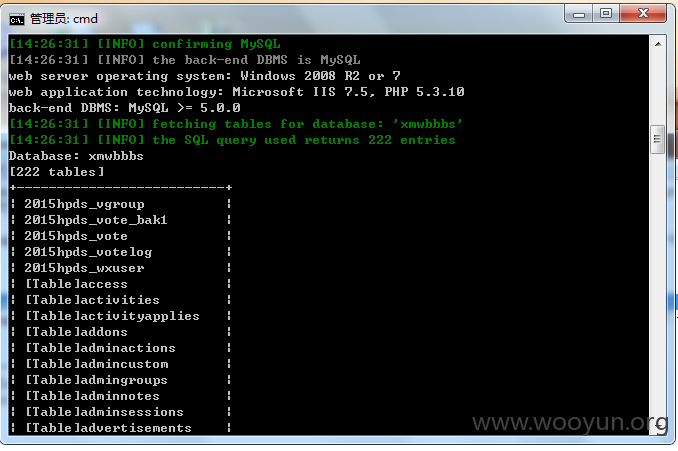 管理员: cmd
[14:26:31] [INFO] confirming MySQL
[14:26:31] [INFO] the back-end DBMS is MySQL
web server operating system: Windows 2008 R2 or 7
web application technology: Microsoft IIS 7.5, PHP 5.3.10
back-end DBMS: MySQL >= 5.0.0
[14:26:31] [INFO] fetching tables for database: 'xmwbbbs'
[14:26:31] [INFO] the SQL query used returns 222 entries
Database: xmwbbbs
[222 tables]
+--------------------------+
| 2015hpds_vgroup |
| 2015hpds_vote_bak1 |
| 2015hpds_vote |
| 2015hpds_votelog |
| 2015hpds_wxuser |
| [Table]access |
| [Table]activities |
| [Table]activityapplies |
| [Table]addons |
| [Table]adminactions |
| [Table]admincustom |
| [Table]admingroups |
| [Table]adminnotes |
| [Table]adminsessions |
| [Table]advertisements |
www.wooyun.org